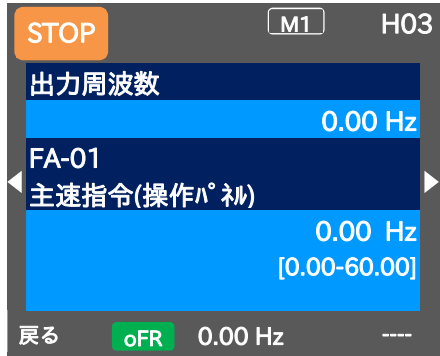 STOP M1 H03
出力周波数
0.00 Hz
FA-01
主速指令(操作ﾊﾟﾈﾙ)
0.00 Hz
[0.00-60.00]
戻る oFR 0.00 Hz ----